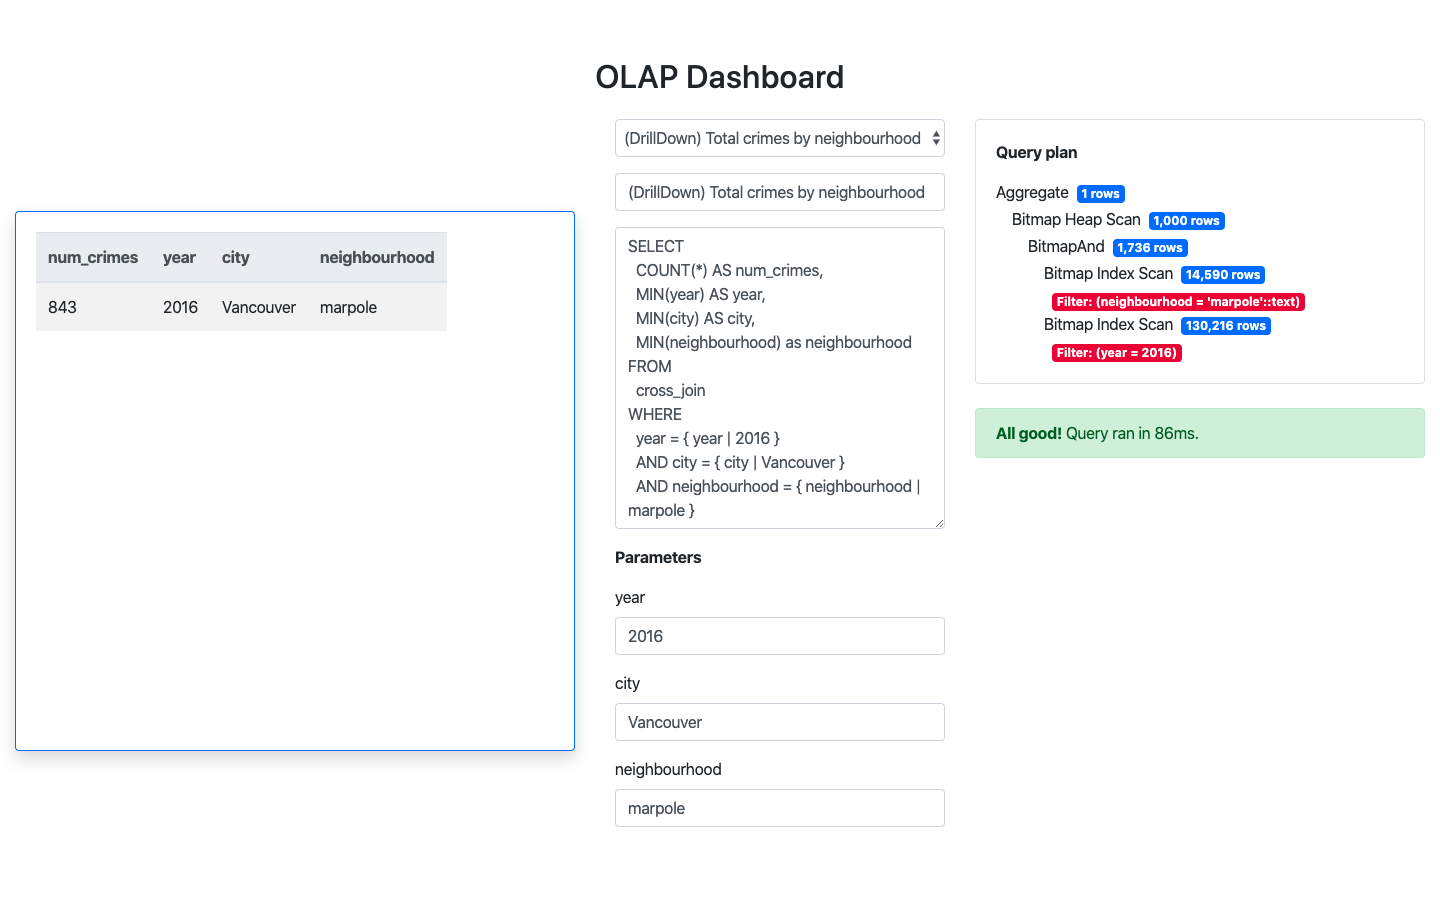 OLAP Dashboard
num_crimes year city neighbourhood
843 2016 Vancouver marpole
(DrillDown) Total crimes by neighbourhood
(DrillDown) Total crimes by neighbourhood
SELECT
COUNT(*) AS num_crimes,
MIN(year) AS year,
MIN(city) AS city,
MIN(neighbourhood) as neighbourhood
FROM
cross_join
WHERE
year = { year | 2016 }
AND city = { city | Vancouver }
AND neighbourhood = { neighbourhood |
marpole }
Parameters
year
2016
city
Vancouver
neighbourhood
marpole
Query plan
Aggregate 1 rows
Bitmap Heap Scan 1,000 rows
BitmapAnd 1,736 rows
Bitmap Index Scan 14,590 rows
Filter: (neighbourhood = 'marpole'::text)
Bitmap Index Scan 130,216 rows
Filter: (year = 2016)
All good! Query ran in 86ms.